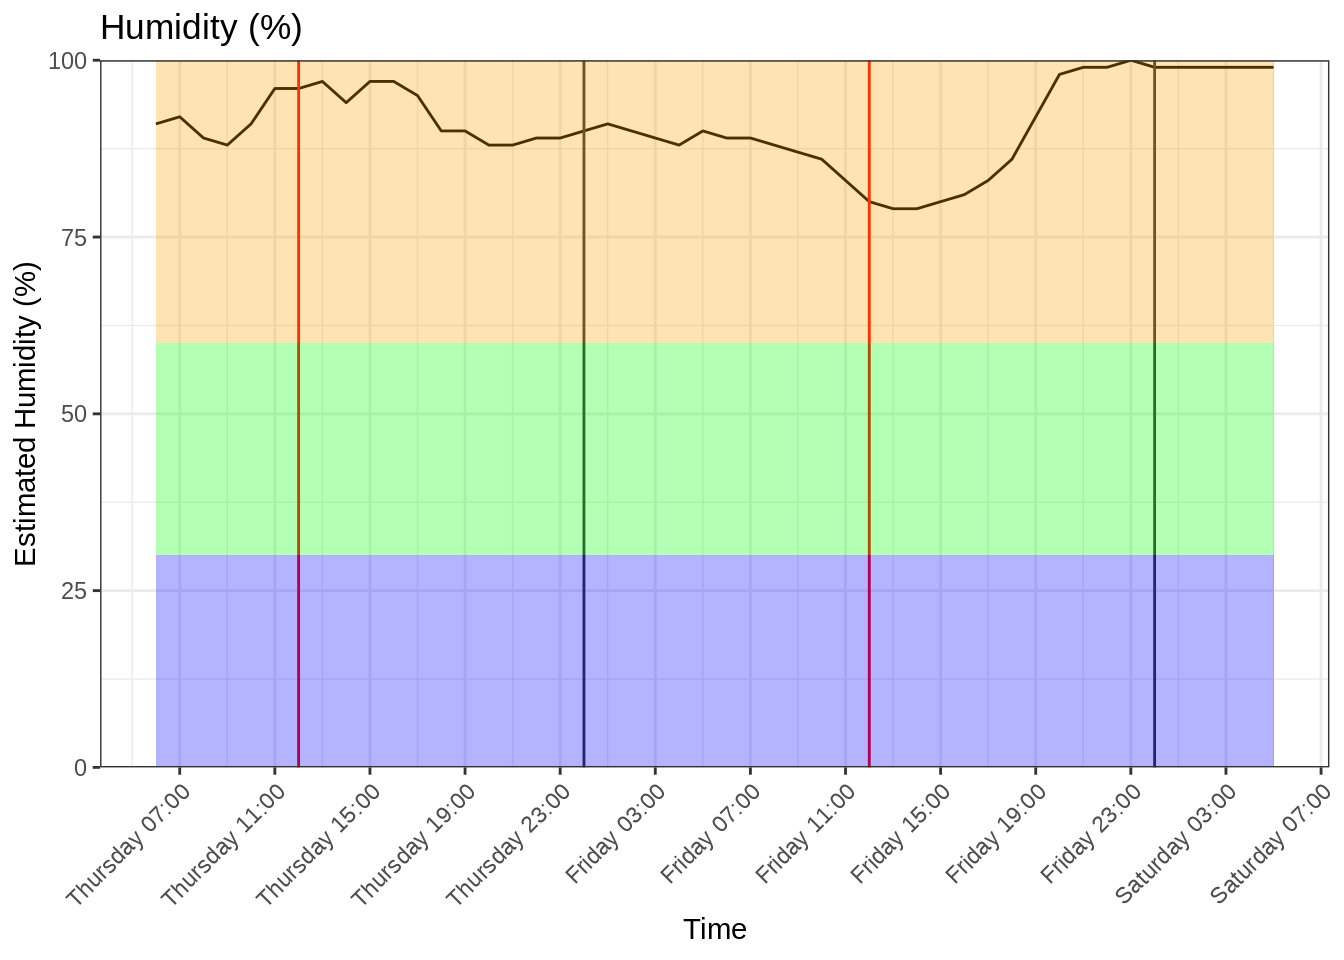 Humidity (%)
Estimated Humidity (%)
100
75
50
25
0
Thursday 07:00
Thursday 11:00
Thursday 15:00
Thursday 19:00
Thursday 23:00
Friday 03:00
Friday 07:00
Friday 11:00
Friday 15:00
Friday 19:00
Friday 23:00
Saturday 03:00
Saturday 07:00
Time